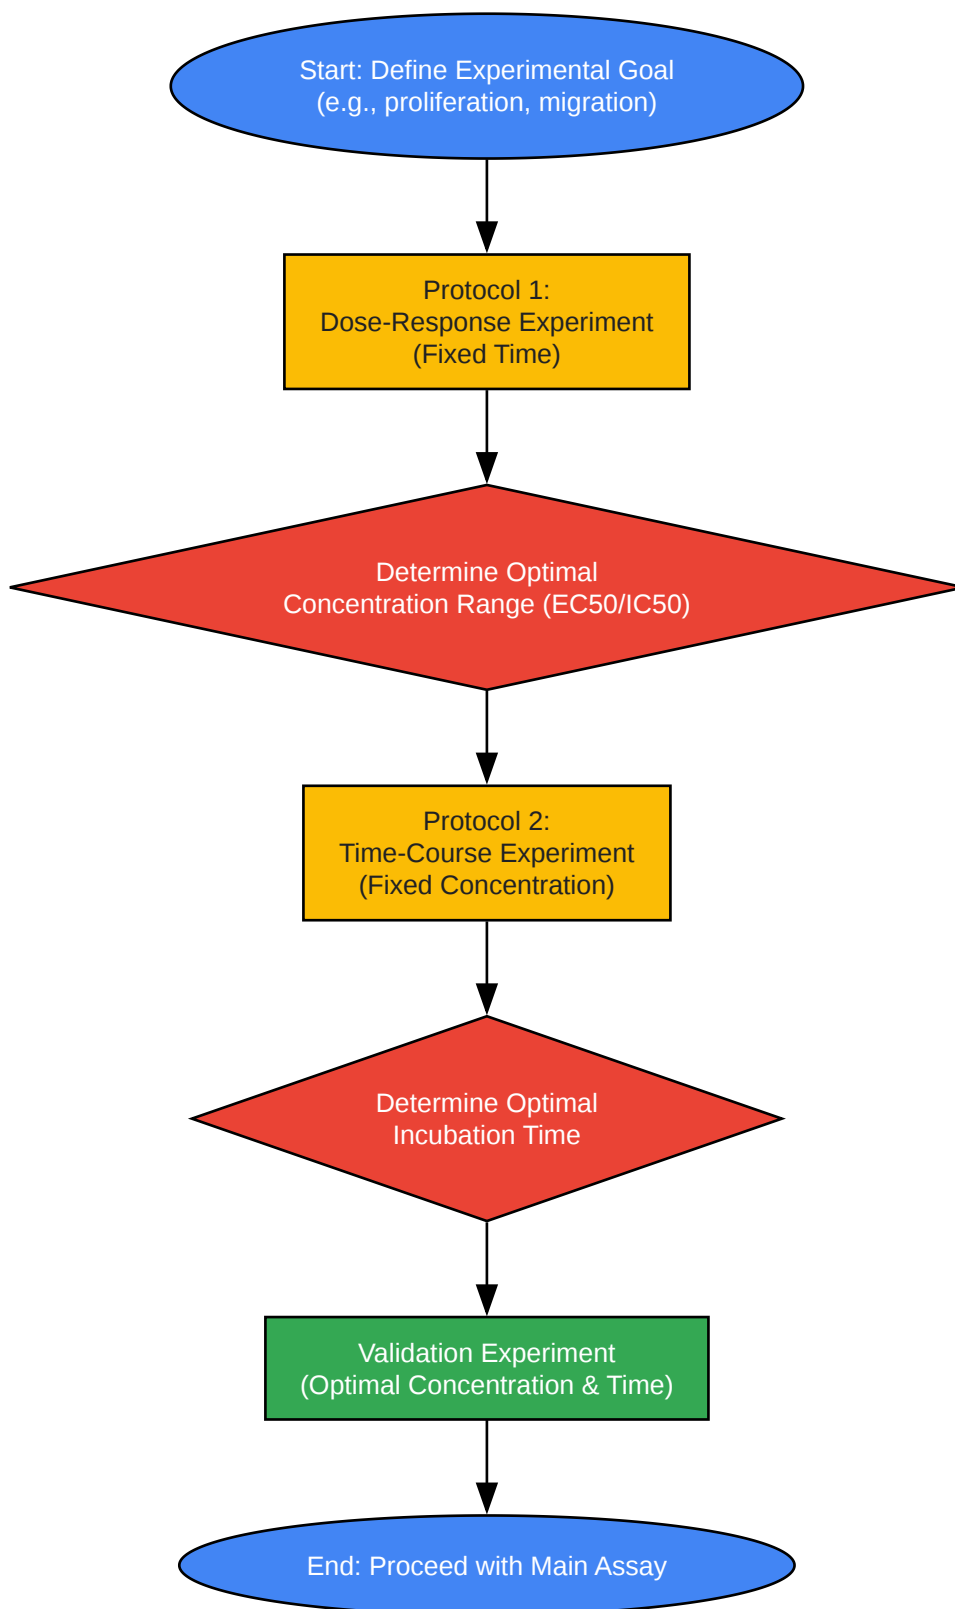 Start: Define Experimental Goal
(e.g., proliferation, migration)
Protocol 1:
Dose-Response Experiment
(Fixed Time)
Determine Optimal
Concentration Range (EC50/IC50)
Protocol 2:
Time-Course Experiment
(Fixed Concentration)
Determine Optimal
Incubation Time
Validation Experiment
(Optimal Concentration & Time)
End: Proceed with Main Assay